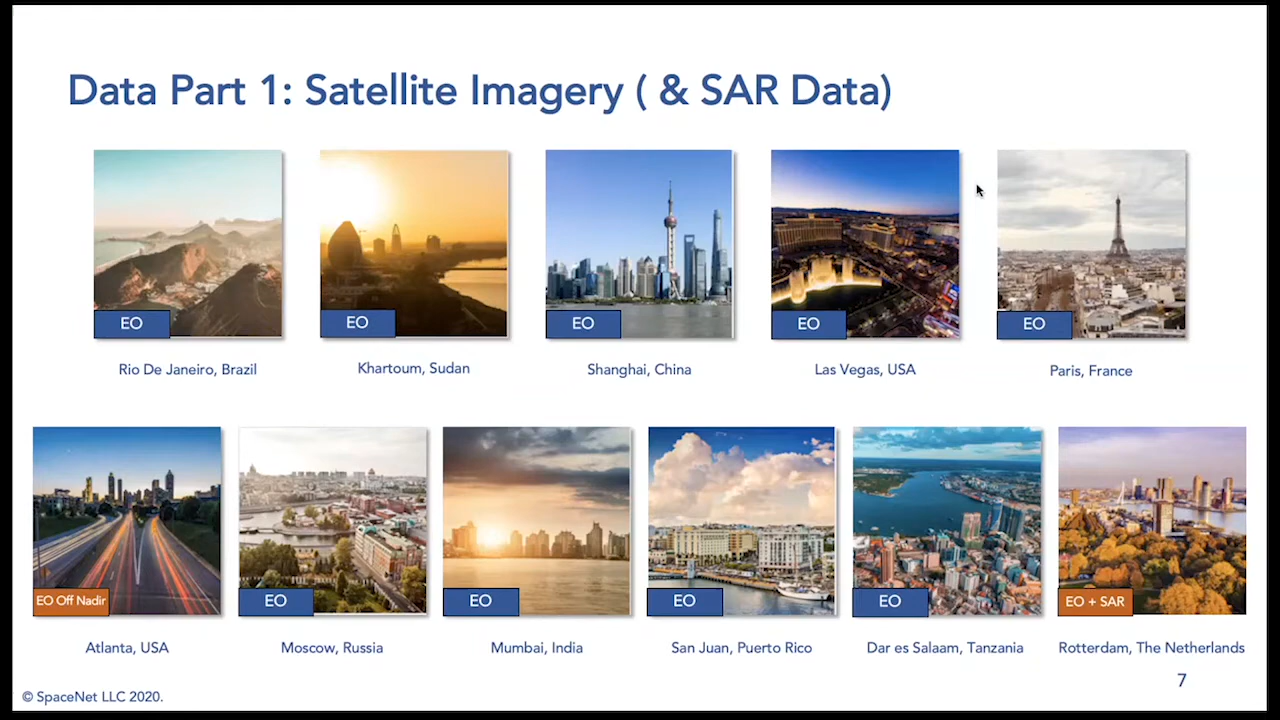 Data Part 1: Satellite Imagery ( & SAR Data)
EO
EO
EO
EO
EO
Rio De Janeiro, Brazil
Khartoum, Sudan
Shanghai, China
Las Vegas, USA
Paris, France
EO Off Nadir
EO
EO
EO
EO
EO + SAR
Atlanta, USA
Moscow, Russia
Mumbai, India
San Juan, Puerto Rico
Dar es Salaam, Tanzania
Rotterdam, The Netherlands
7
© SpaceNet LLC 2020.